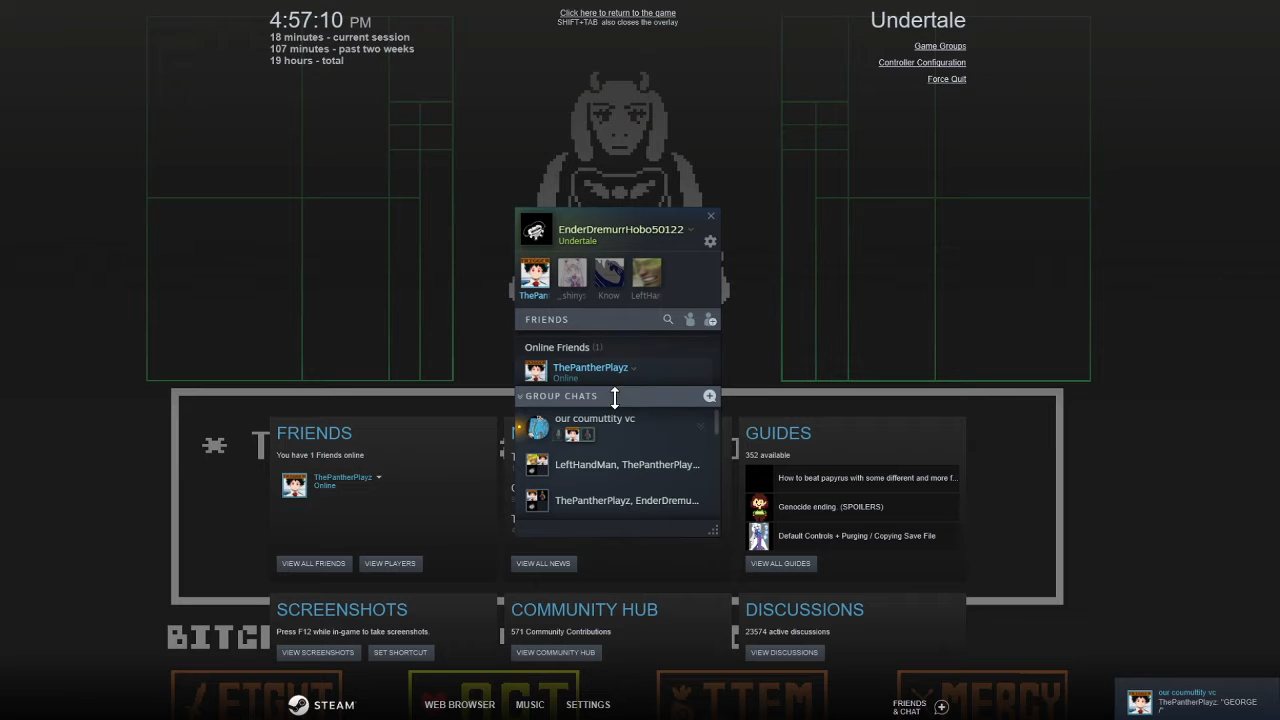 4:57:10 PM
18 minutes - current session
107 minutes - past two weeks
19 hours - total
Click here to return to the game
SHIFT+TAB also closes the overlay
Undertale
Game Groups
Controller Configuration
Force Quit
EnderDremurrHobo50122
Undertale
ThePan
_shinys
Know
LeftHan
FRIENDS
Online Friends (1)
ThePantherPlayz
Online
GROUP CHATS
our coumuttity vc
LeftHandMan, ThePantherPlay...
ThePantherPlayz, EnderDremu...
FRIENDS
You have 1 Friends online
ThePantherPlayz
Online
VIEW ALL FRIENDS
VIEW PLAYERS
VIEW ALL NEWS
GUIDES
352 available
How to beat papyrus with some different and more f...
Genocide ending. (SPOILERS)
Default Controls + Purging / Copying Save File
VIEW ALL GUIDES
SCREENSHOTS
Press F12 while in-game to take screenshots.
VIEW SCREENSHOTS
SET SHORTCUT
COMMUNITY HUB
571 Community Contributions
VIEW COMMUNITY HUB
DISCUSSIONS
23574 active discussions
VIEW DISCUSSIONS
FIGHT
ACT
ITEM
MERCY
STEAM
WEB BROWSER
MUSIC
SETTINGS
FRIENDS
& CHAT
our coumuttity vc
ThePantherPlayz: "GEORGE
/"